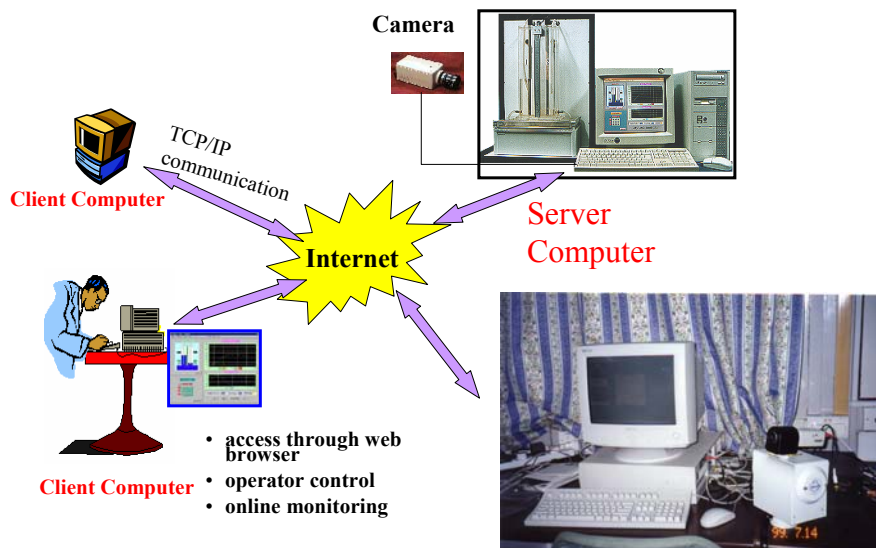 Camera
TCP/IP
communication
Client Computer
Internet
Server
Computer
Client Computer
• access through web
browser
• operator control
• online monitoring
99. 7.14